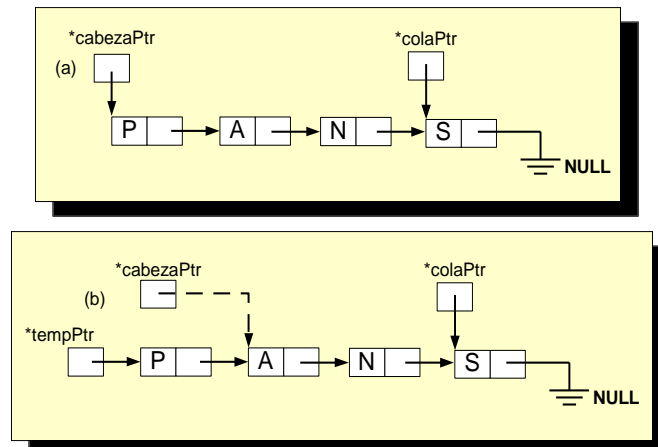 *cabezaPtr *colaPtr
(a)
P A N S
NULL
*cabezaPtr *colaPtr
(b)
*tempPtr
P A N S
NULL